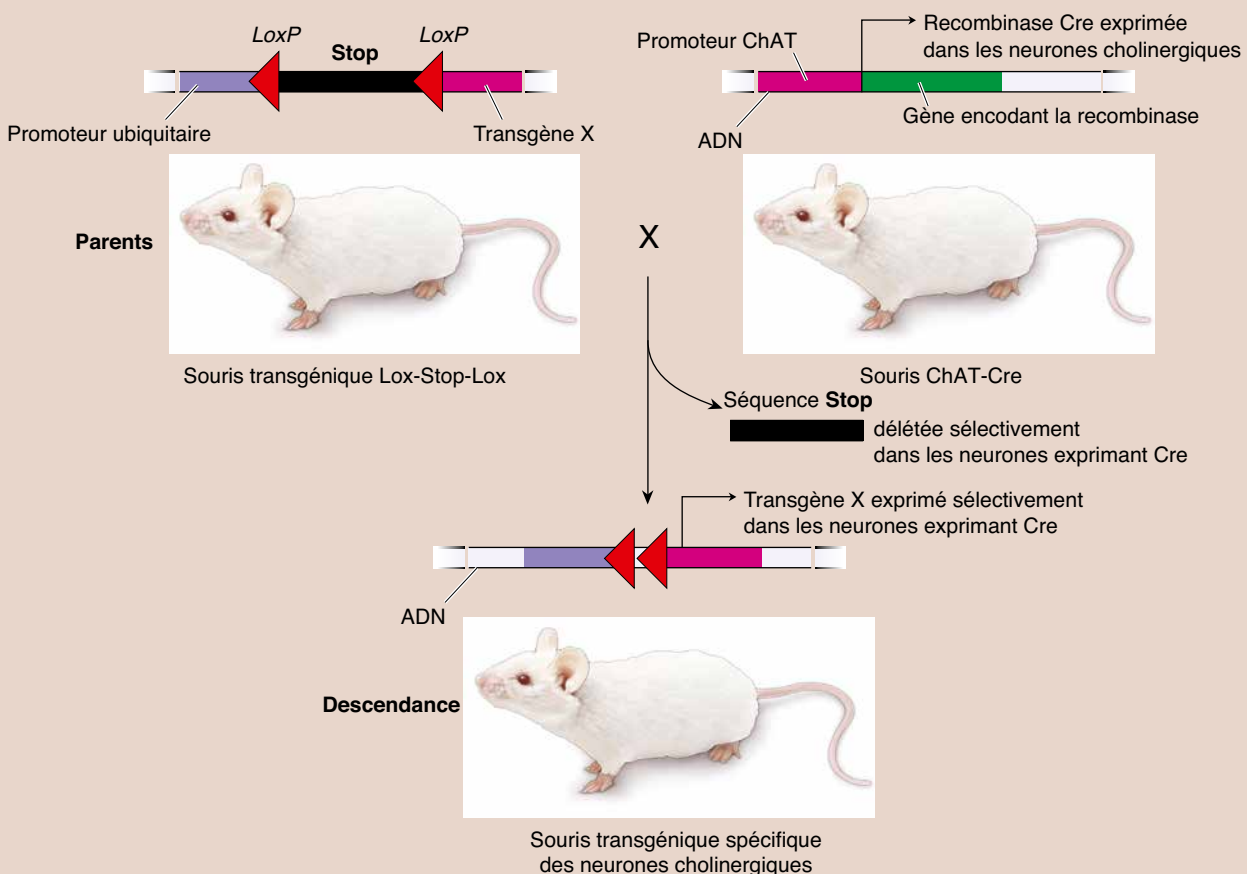 LoxP
Stop
LoxP
Promoteur ubiquitaire
Transgène X
Promoteur ChAT
Recombinase Cre exprimée
dans les neurones cholinergiques
ADN
Gène encodant la recombinase
Parents
X
Souris transgénique Lox-Stop-Lox
Souris ChAT-Cre
Séquence Stop
délétée sélectivement
dans les neurones exprimant Cre
Transgène X exprimé sélectivement
dans les neurones exprimant Cre
ADN
Descendance
Souris transgénique spécifique
des neurones cholinergiques